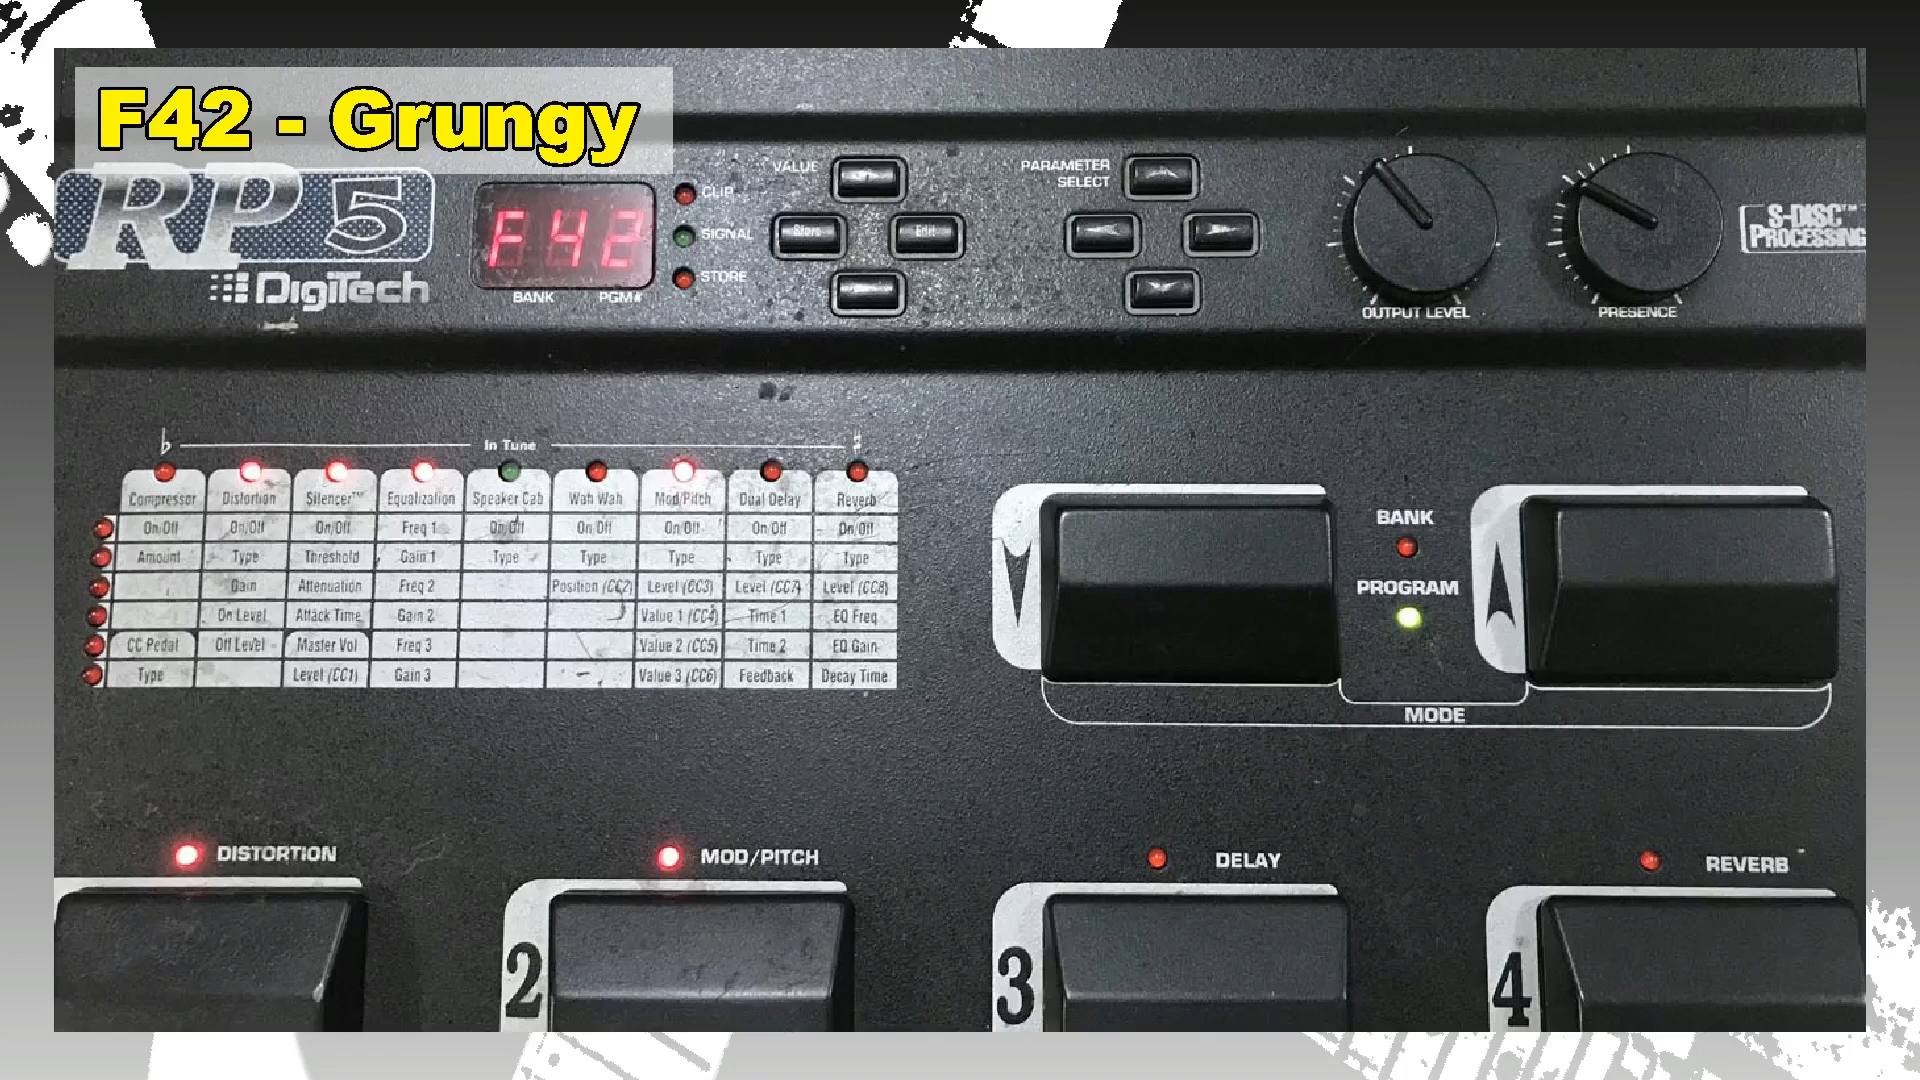 F42 - Grungy
RP 5
DigiTech
F42
BANK PGM#
CLIP
SIGNAL
STORE
VALUE
Store
Edit
PARAMETER
SELECT
OUTPUT LEVEL
PRESENCE
S-DISC™
PROCESSING
♭ In Tune ♯
Compressor Distortion Silencer™ Equalization Speaker Cab Wah Wah Mod/Pitch Dual Delay Reverb
On/Off On/Off On/Off Freq 1 On/Off On/Off On/Off On/Off On/Off
Amount Type Threshold Gain 1 Type Type Type Type Type
Gain Attenuation Freq 2 Position (CC2) Level (CC3) Level (CC7) Level (CC8)
On Level Attack Time Gain 2 Value 1 (CC4) Time 1 EQ Freq
CC Pedal Off Level Master Vol Freq 3 Value 2 (CC5) Time 2 EQ Gain
Type Level (CC1) Gain 3 Value 3 (CC6) Feedback Decay Time
BANK
PROGRAM
MODE
DISTORTION
MOD/PITCH
DELAY
REVERB
2
3
4